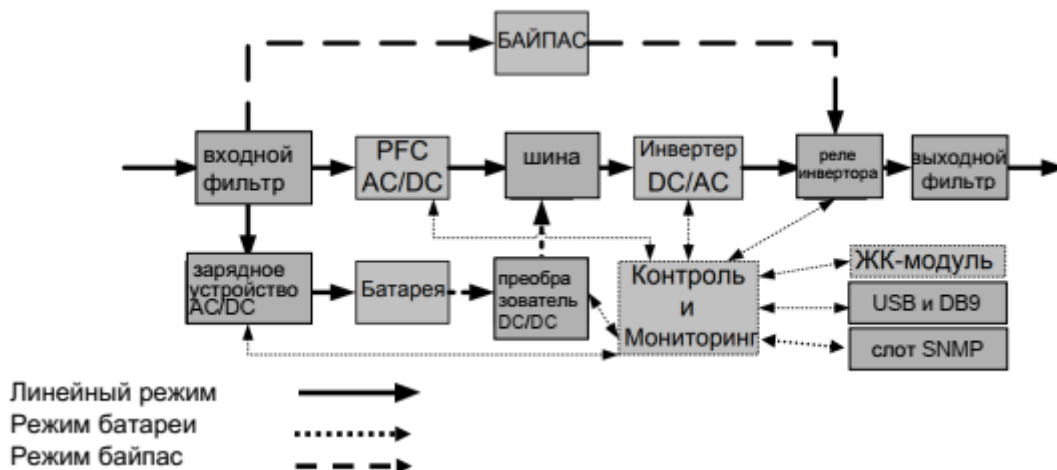 БАЙПАС
входной
фильтр
PFC
AC/DC
шина
Инвертер
DC/AC
реле
инвертора
выходной
фильтр
зарядное
устройство
AC/DC
Батарея
преобра
зователь
DC/DC
Контроль
и
Мониторинг
ЖК-модуль
USB и DB9
слот SNMP
Линейный режим
Режим батареи
Режим байпас